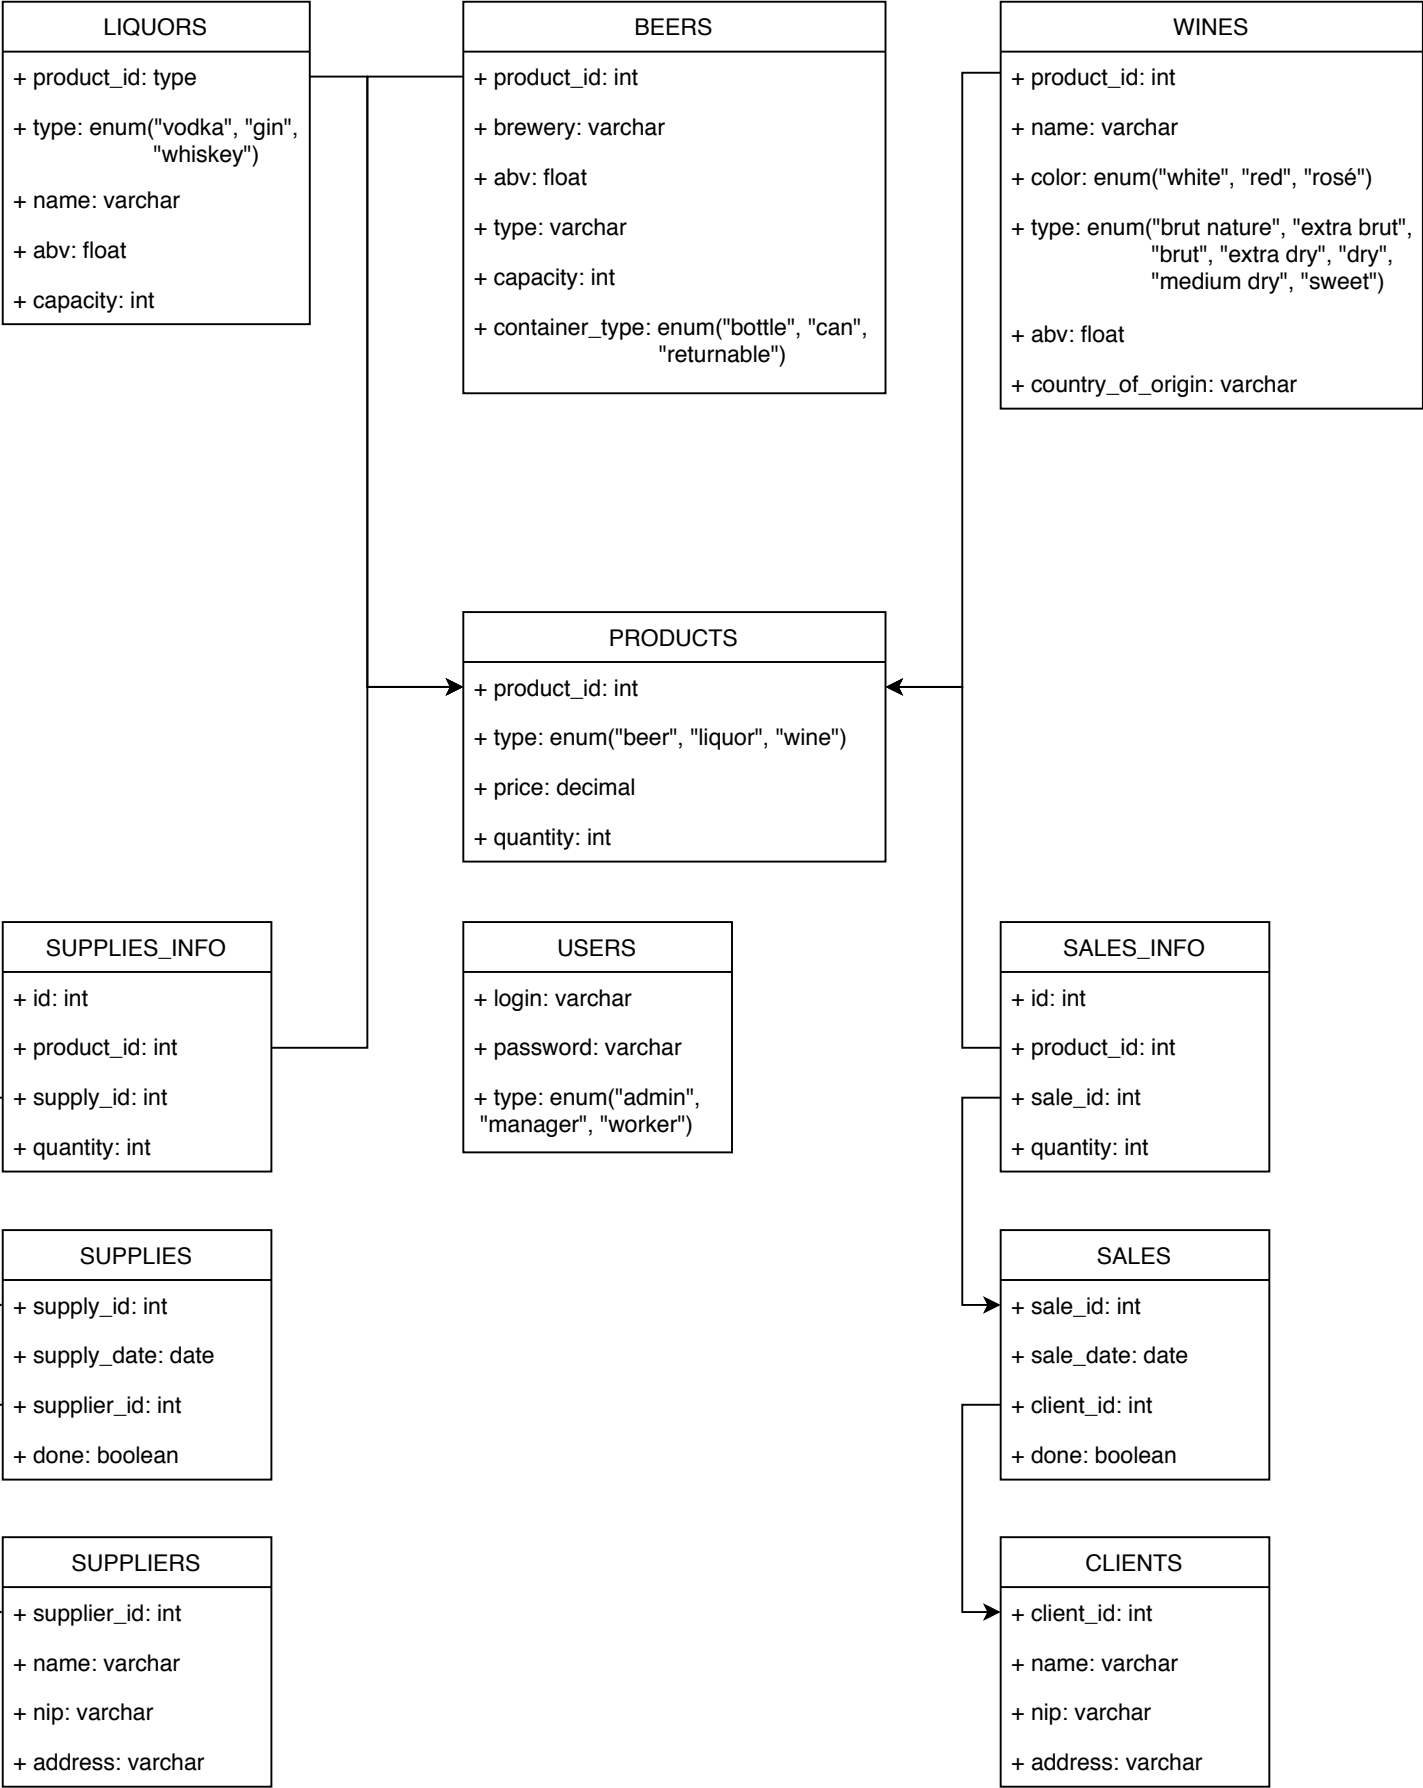 LIQUORS
+ product_id: type
+ type: enum("vodka", "gin",
"whiskey")
+ name: varchar
+ abv: float
+ capacity: int
BEERS
+ product_id: int
+ brewery: varchar
+ abv: float
+ type: varchar
+ capacity: int
+ container_type: enum("bottle", "can",
"returnable")
WINES
+ product_id: int
+ name: varchar
+ color: enum("white", "red", "rosé")
+ type: enum("brut nature", "extra brut",
"brut", "extra dry", "dry",
"medium dry", "sweet")
+ abv: float
+ country_of_origin: varchar
PRODUCTS
+ product_id: int
+ type: enum("beer", "liquor", "wine")
+ price: decimal
+ quantity: int
SUPPLIES_INFO
+ id: int
+ product_id: int
+ supply_id: int
+ quantity: int
USERS
+ login: varchar
+ password: varchar
+ type: enum("admin",
"manager", "worker")
SALES_INFO
+ id: int
+ product_id: int
+ sale_id: int
+ quantity: int
SUPPLIES
+ supply_id: int
+ supply_date: date
+ supplier_id: int
+ done: boolean
SALES
+ sale_id: int
+ sale_date: date
+ client_id: int
+ done: boolean
SUPPLIERS
+ supplier_id: int
+ name: varchar
+ nip: varchar
+ address: varchar
CLIENTS
+ client_id: int
+ name: varchar
+ nip: varchar
+ address: varchar